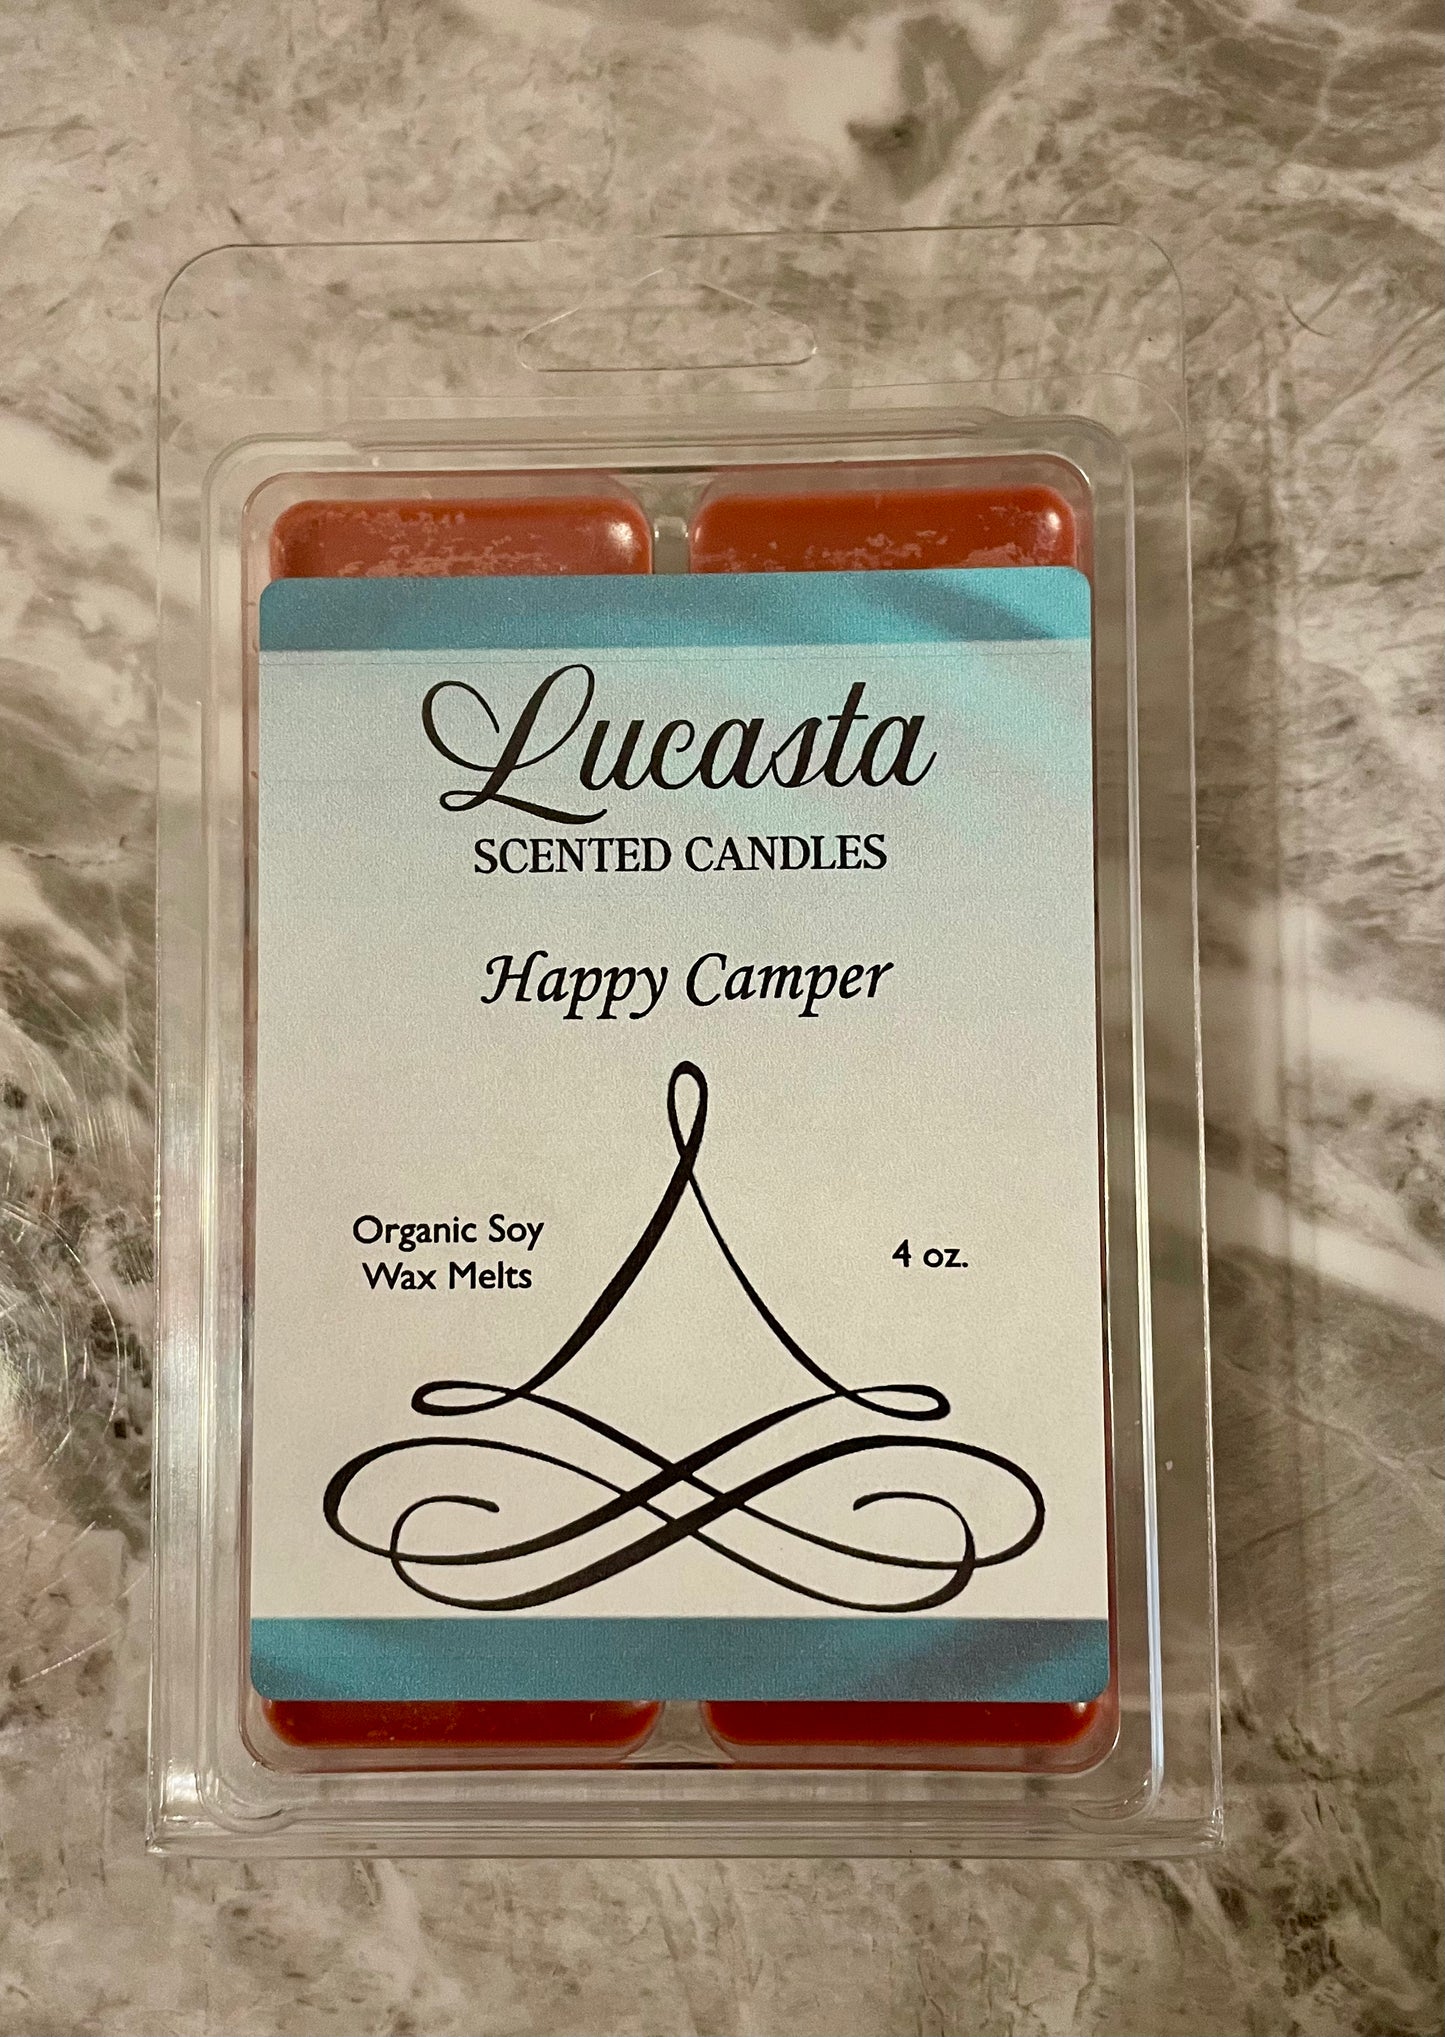 Lucasta
SCENTED CANDLES
Happy Camper
Organic Soy
Wax Melts
4 oz.